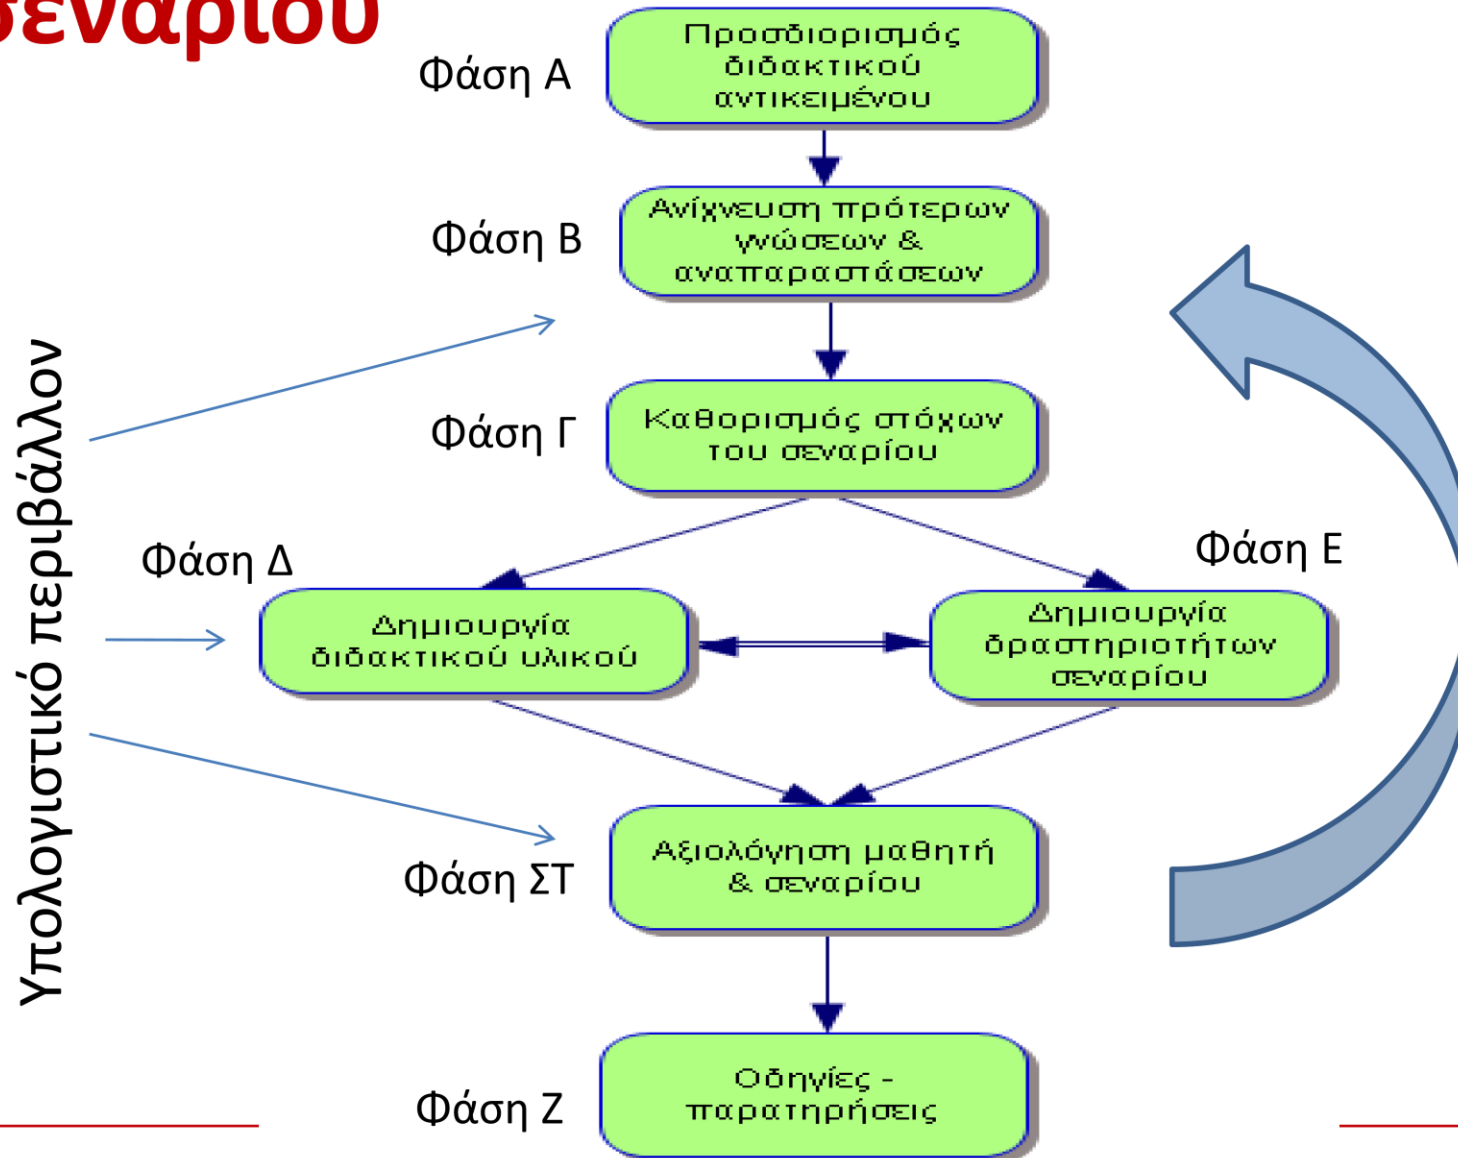 σεναρίου
Φάση Α
Προσδιορισμός
διδακτικού
αντικειμένου
Φάση Β
Ανίχνευση πρότερων
γνώσεων &
αναπαραστάσεων
Φάση Γ
Καθορισμός στόχων
του σεναρίου
Υπολογιστικό περιβάλλον
Φάση Δ
Δημιουργία
διδακτικού υλικού
Φάση Ε
Δημιουργία
δραστηριοτήτων
σεναρίου
Φάση ΣΤ
Αξιολόγηση μαθητή
& σεναρίου
Φάση Ζ
Οδηγίες -
παρατηρήσεις